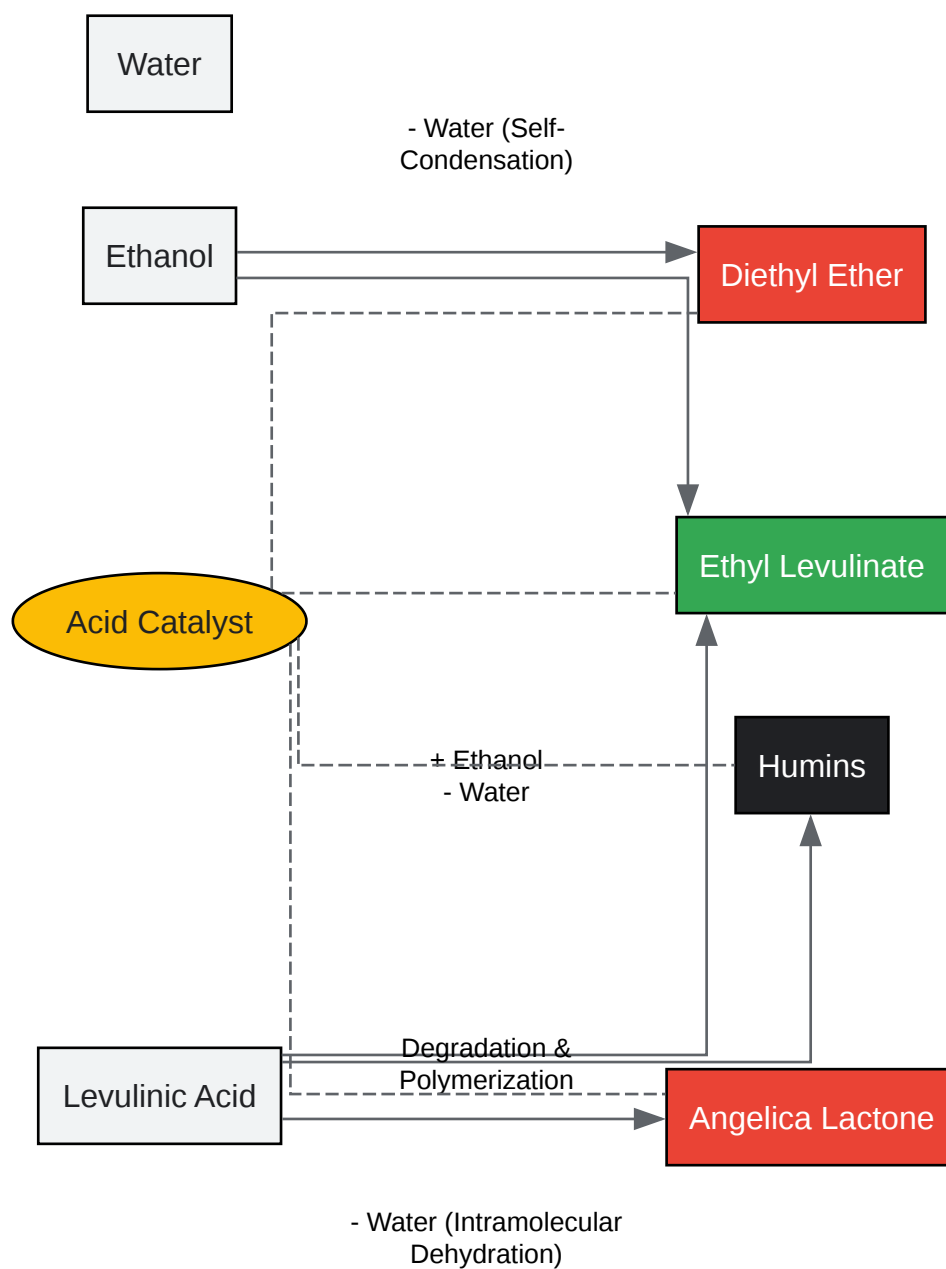 Water
- Water (Self-
Condensation)
Ethanol
Diethyl Ether
Ethyl Levulinate
Acid Catalyst
+ Ethanol
- Water
Humins
Degradation &
Polymerization
Levulinic Acid
Angelica Lactone
- Water (Intramolecular
Dehydration)